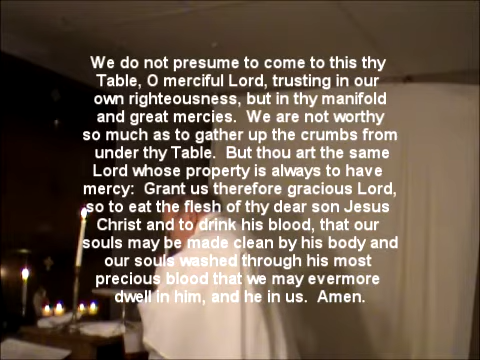 We do not presume to come to this thy
Table, O merciful Lord, trusting in our
own righteousness, but in thy manifold
and great mercies.  We are not worthy
so much as to gather up the crumbs from
under thy Table.  But thou art the same
Lord whose property is always to have
mercy:  Grant us therefore gracious Lord,
so to eat the flesh of thy dear son Jesus
Christ and to drink his blood, that our
souls may be made clean by his body and
our souls washed through his most
precious blood that we may evermore
dwell in him, and he in us.  Amen.